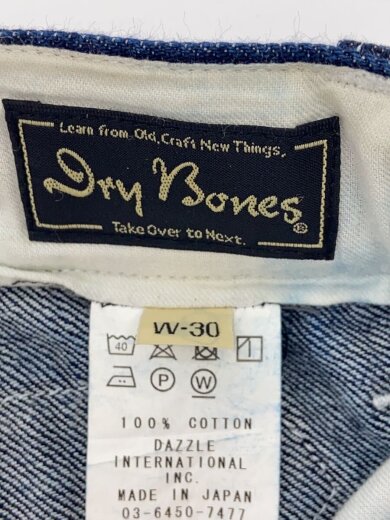 Learn from Old, Craft New Things,
Dry Bones®
Take Over to Next.
W-30
40
P W
100% COTTON
DAZZLE
INTERNATIONAL
INC.
MADE IN JAPAN
03-6450-7477